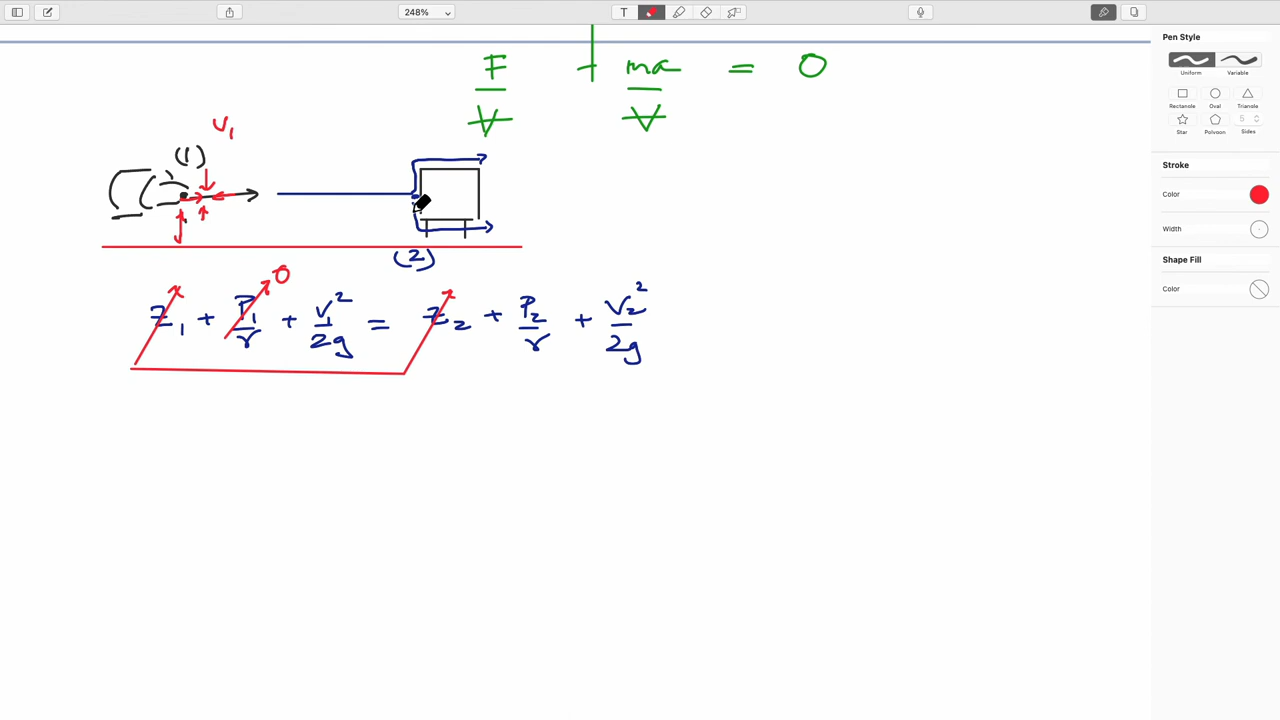 248%
T
Pen Style
Uniform Variable
Rectangle Oval Triangle
Star Polygon 5 Sides
Stroke
Color
Width
Shape Fill
Color
F/V + ma/V = 0
V₁
(1)
(2)
0
Z₁ + P₁/γ + V₁²/2g = Z₂ + P₂/γ + V₂²/2g